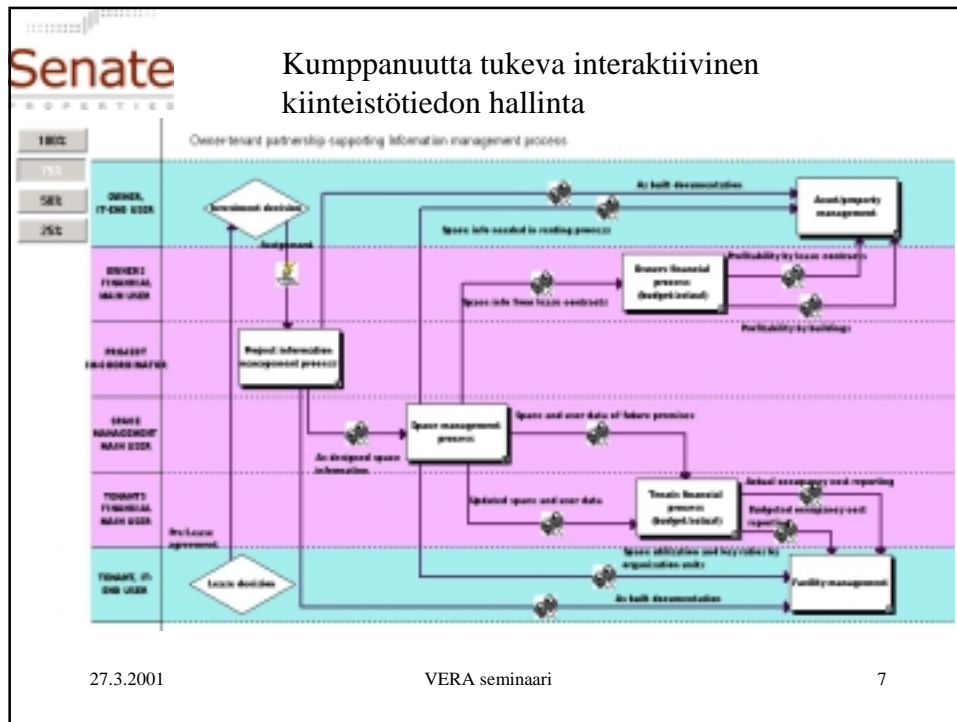 Senate
PROPERTIES
Kumppanuutta tukeva interaktiivinen
kiinteistötiedon hallinta
100%
75%
50%
25%
Owner-tenant partnership supporting information management process
OWNER,
IT-END USER
Investment decision
Assignment
As built documentation
Asset/property
management
Space info needed in renting process
OWNERS
FINANCIAL
MAIN USER
Space info from lease contracts
Owners financial
process
(budget/actual)
Profitability by lease contracts
Profitability by buildings
PROJECT
IM-COORDINATOR
Project information
management process
SPACE
MANAGEMENT
MAIN USER
As designed space
information
Space management
process
Space and user data of future premises
TENANTS
FINANCIAL
MAIN USER
Updated space and user data
Tenants financial
process
(budget/actual)
Actual occupancy cost reporting
Budgeted occupancy cost
reporting
Pre-Lease
agreement
Space utilization and key ratios by
organization units
TENANT, IT-
END USER
Lease decision
Facility management
As built documentation
27.3.2001
VERA seminaari
7